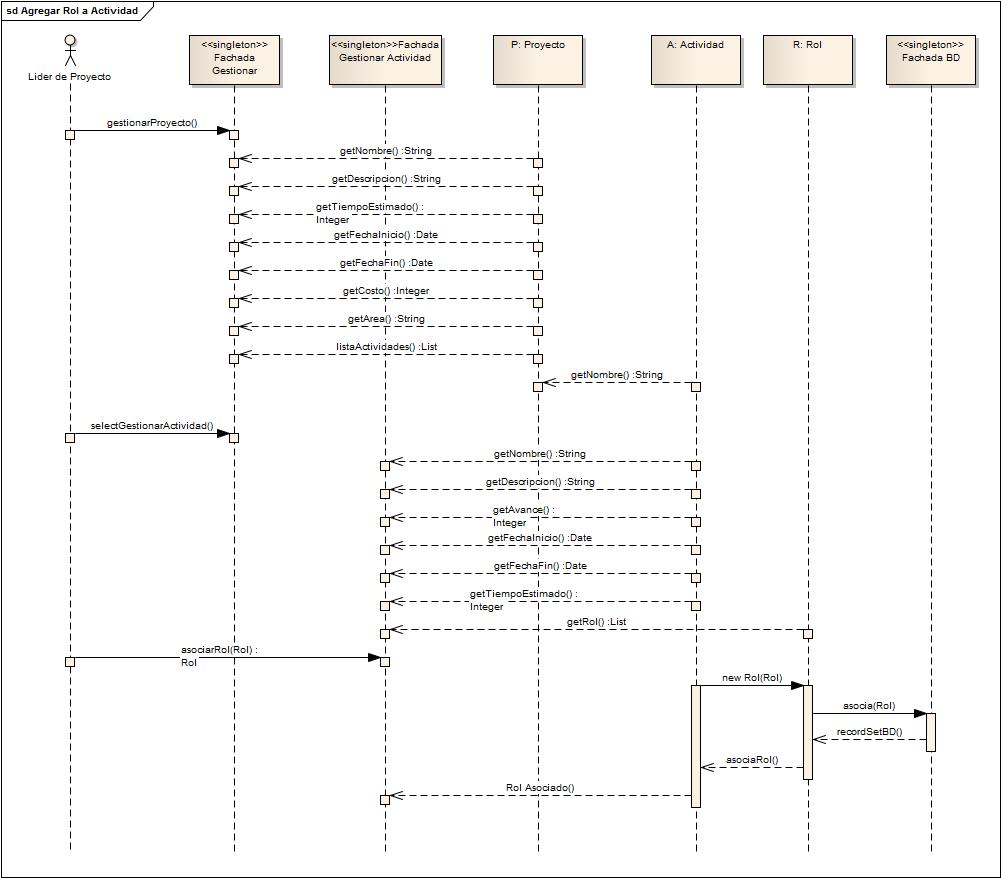 sd Agregar Rol a Actividad
Lider de Proyecto
<<singleton>>
Fachada
Gestionar
<<singleton>>Fachada
Gestionar Actividad
P: Proyecto
A: Actividad
R: Rol
<<singleton>>
Fachada BD
gestionarProyecto()
getNombre() :String
getDescripcion() :String
getTiempoEstimado() :
Integer
getFechaInicio() :Date
getFechaFin() :Date
getCosto() :Integer
getArea() :String
listaActividades() :List
getNombre() :String
selectGestionarActividad()
getNombre() :String
getDescripcion() :String
getAvance() :
Integer
getFechaInicio() :Date
getFechaFin() :Date
getTiempoEstimado() :
Integer
getRol() :List
asociarRol(Rol) :
Rol
new Rol(Rol)
asocia(Rol)
recordSetBD()
asociaRol()
Rol Asociado()